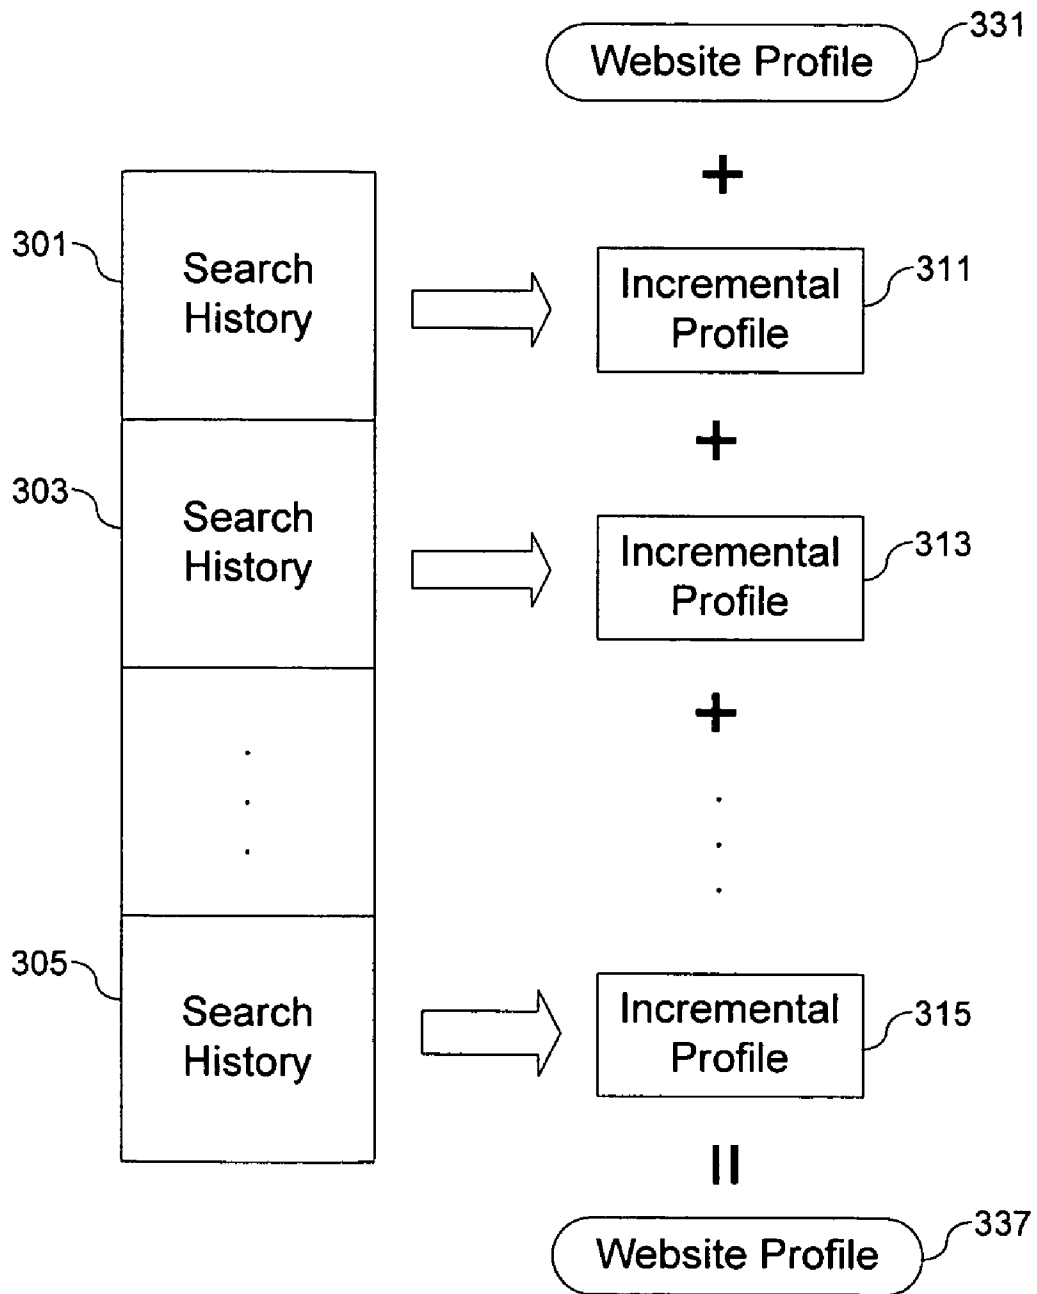 331
Website Profile
+
301
Search
History
Incremental
Profile
311
+
303
Search
History
Incremental
Profile
313
+
305
Search
History
Incremental
Profile
315
=
Website Profile
337